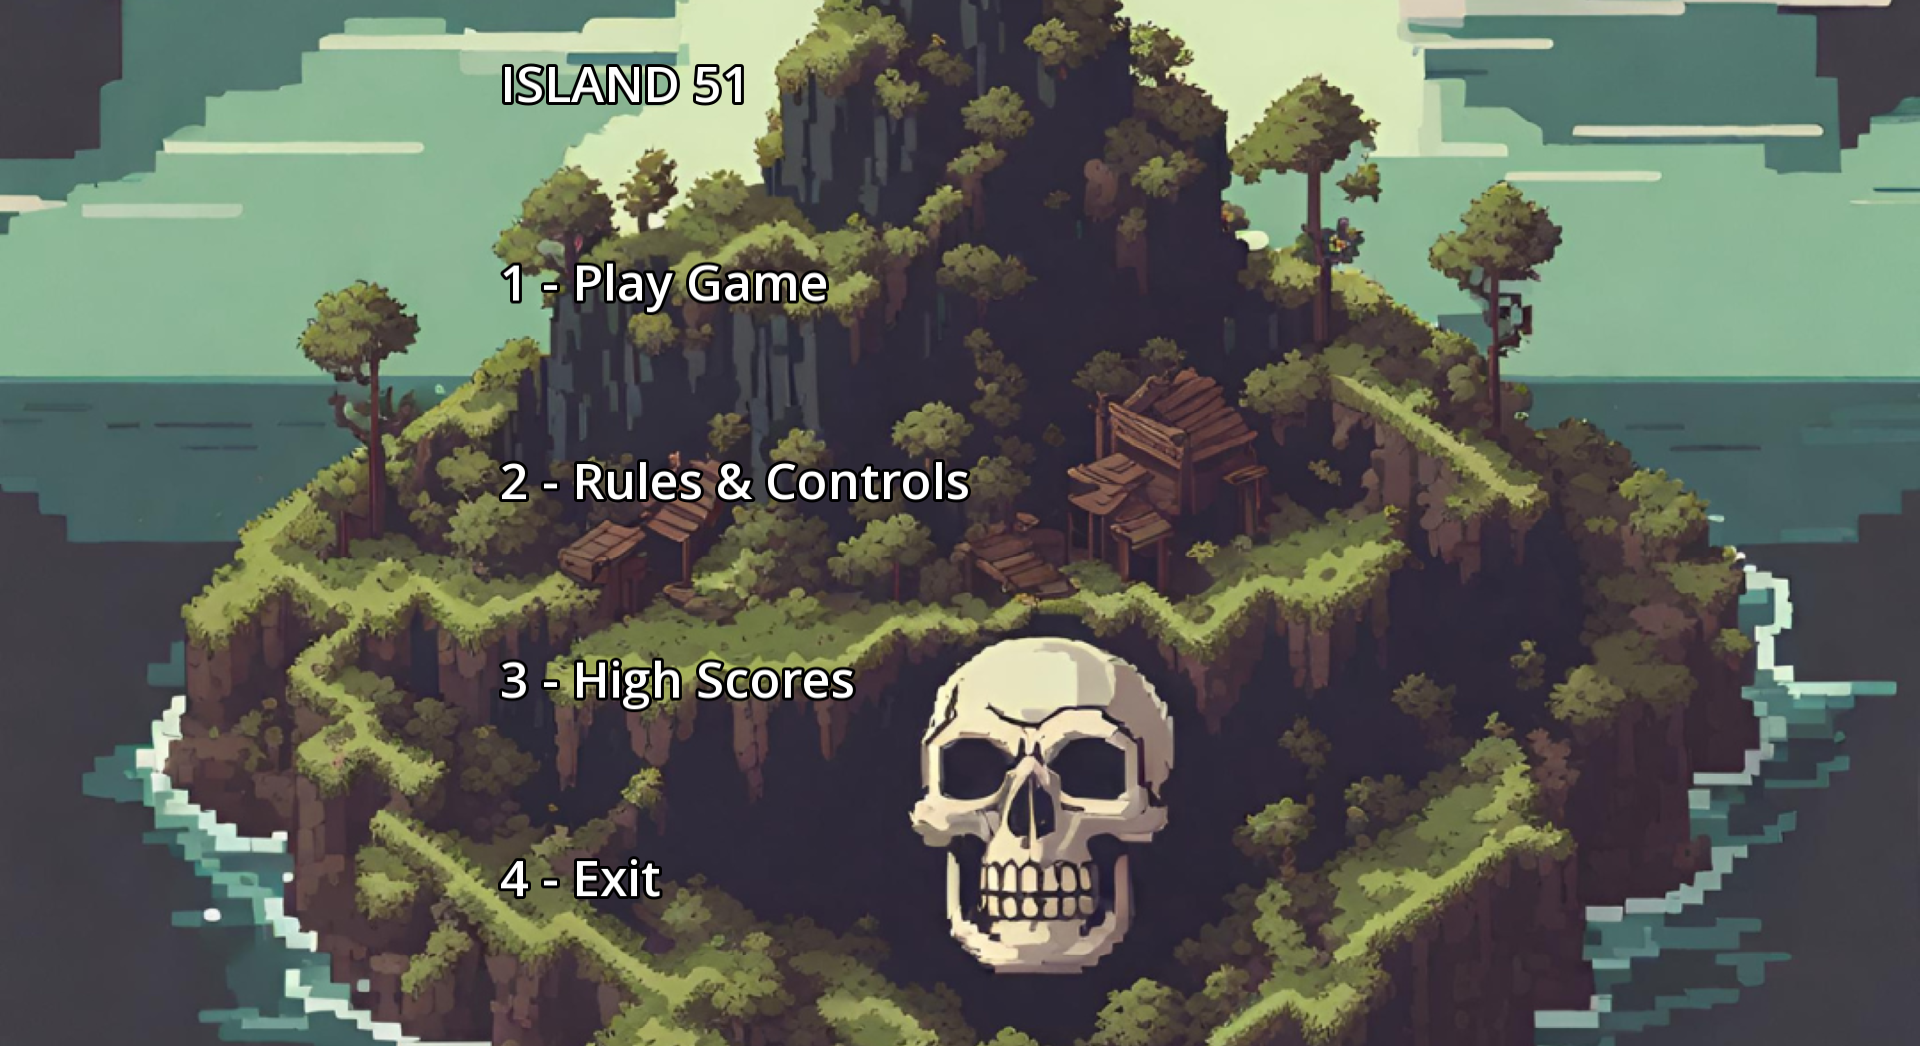 ISLAND 51
1 - Play Game
2 - Rules & Controls
3 - High Scores
4 - Exit